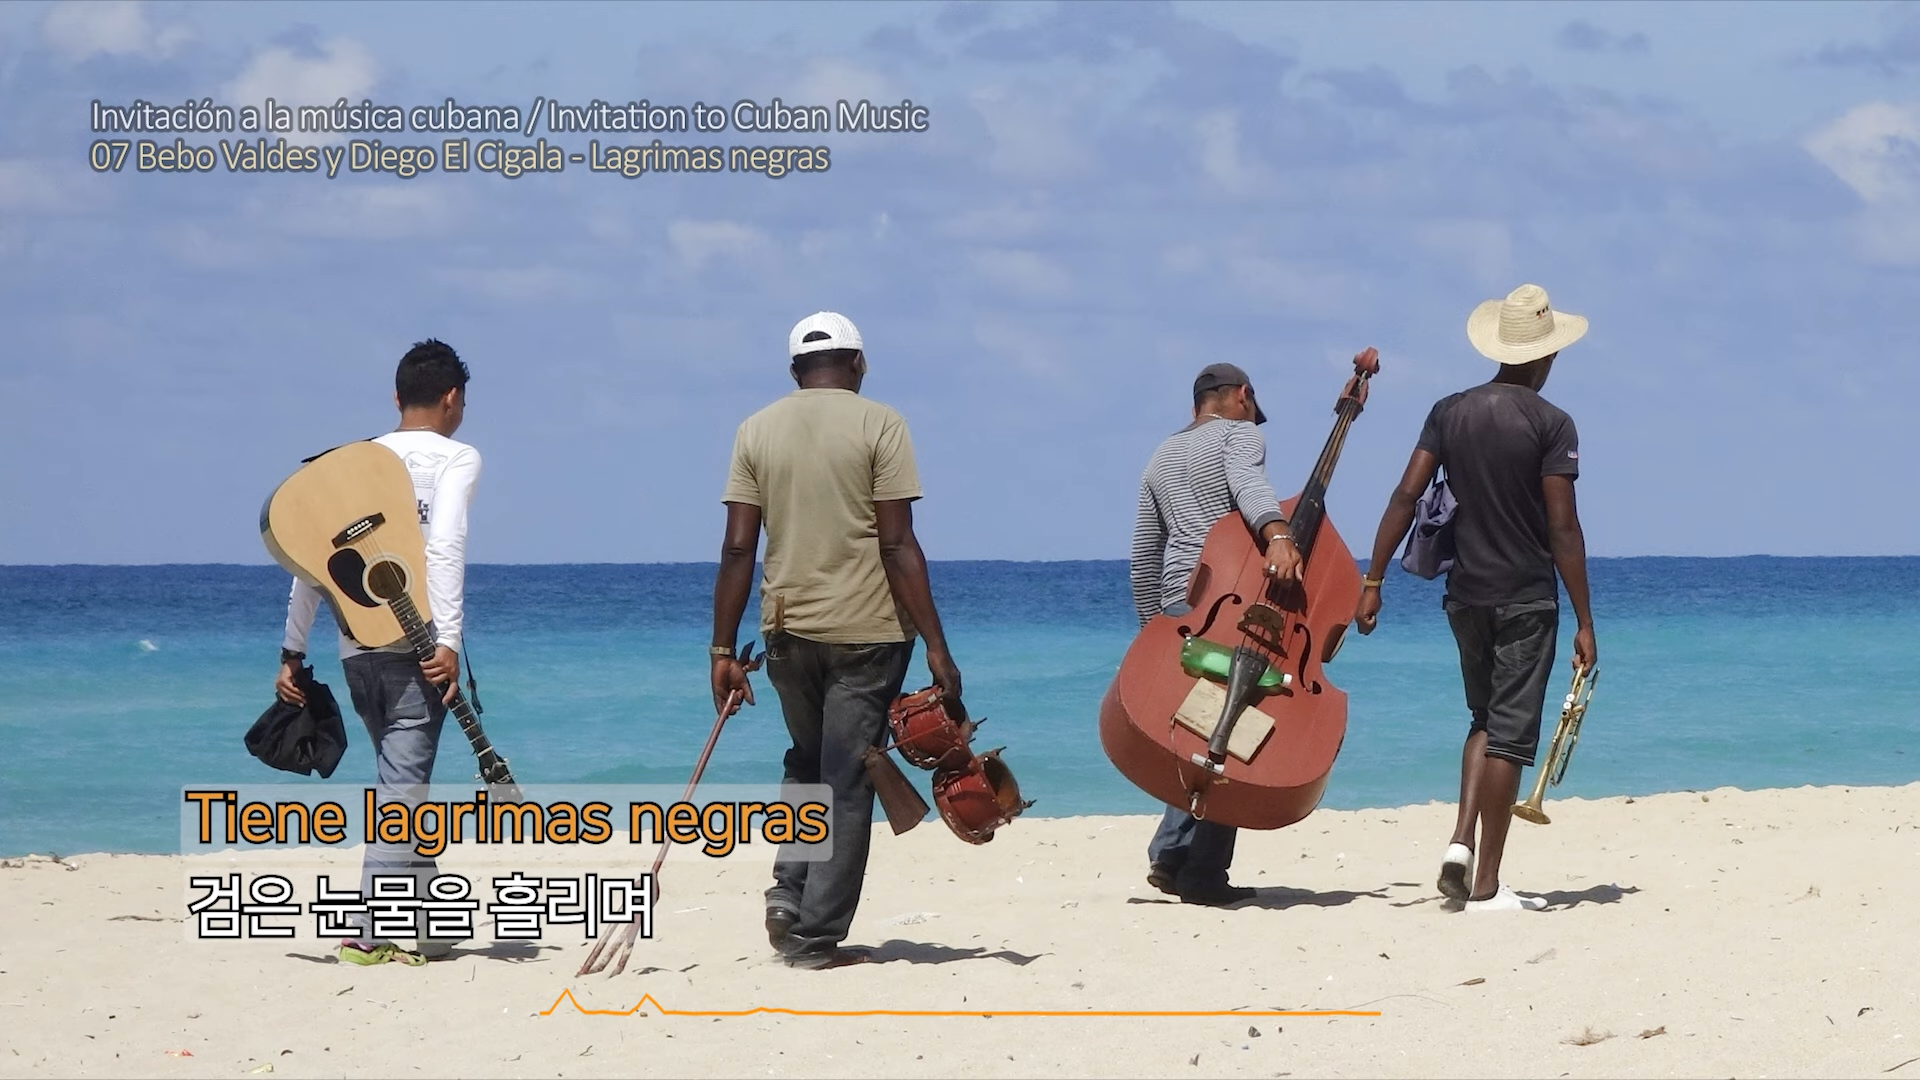 Invitación a la música cubana / Invitation to Cuban Music
07 Bebo Valdes y Diego El Cigala - Lagrimas negras
Tiene lagrimas negras
검은 눈물을 흘리며